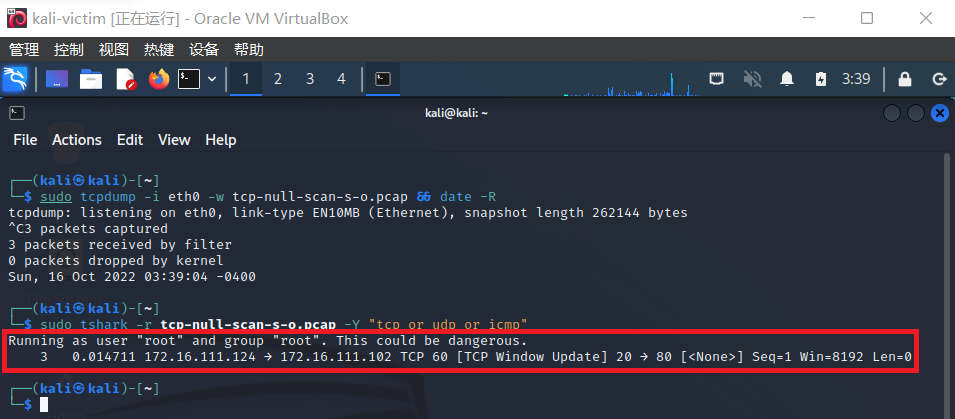 kali-victim [正在运行] - Oracle VM VirtualBox
管理 控制 视图 热键 设备 帮助
1 2 3 4 3:39
kali@kali: ~
File Actions Edit View Help
┌──(kali㉿kali)-[~]
└─$ sudo tcpdump -i eth0 -w tcp-null-scan-s-o.pcap && date -R
tcpdump: listening on eth0, link-type EN10MB (Ethernet), snapshot length 262144 bytes
^C3 packets captured
3 packets received by filter
0 packets dropped by kernel
Sun, 16 Oct 2022 03:39:04 -0400
┌──(kali㉿kali)-[~]
└─$ sudo tshark -r tcp-null-scan-s-o.pcap -Y "tcp or udp or icmp"
Running as user "root" and group "root". This could be dangerous.
3 0.014711 172.16.111.124 → 172.16.111.102 TCP 60 [TCP Window Update] 20 → 80 [<None>] Seq=1 Win=8192 Len=0
┌──(kali㉿kali)-[~]
└─$